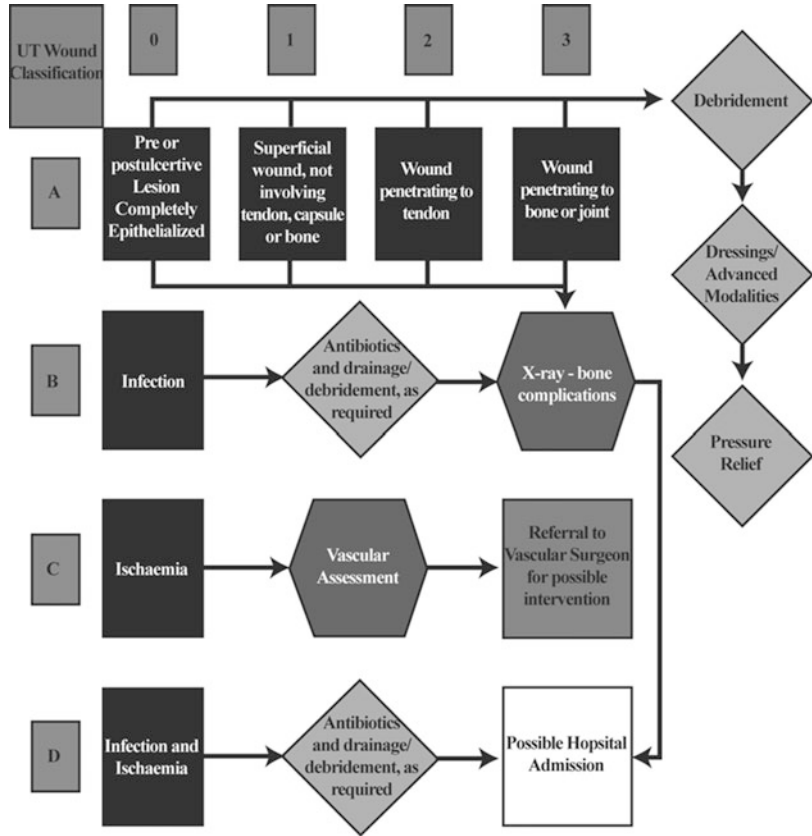 UT Wound
Classification
0
1
2
3
Debridement
A
Pre or
postulcertive
Lesion
Completely
Epithelialized
Superficial
wound, not
involving
tendon, capsule
or bone
Wound
penetrating to
tendon
Wound
penetrating to
bone or joint
Dressings/
Advanced
Modalities
B
Infection
Antibiotics
and drainage/
debridement, as
required
X-ray - bone
complications
Pressure
Relief
C
Ischaemia
Vascular
Assessment
Referral to
Vascular Surgeon
for possible
intervention
D
Infection and
Ischaemia
Antibiotics
and drainage/
debridement, as
required
Possible Hopsital
Admission